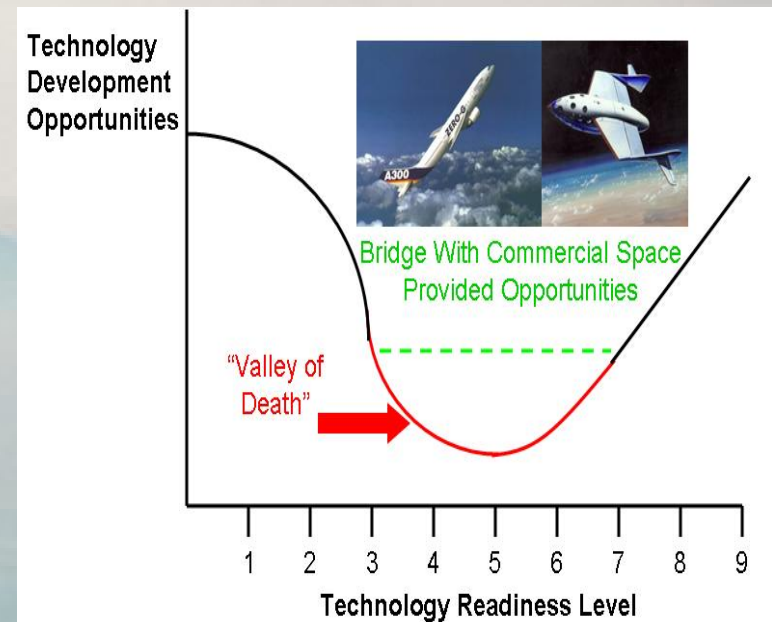 Technology
Development
Opportunities
ZERO-G
A300
Bridge With Commercial Space
Provided Opportunities
"Valley of
Death"
1 2 3 4 5 6 7 8 9
Technology Readiness Level